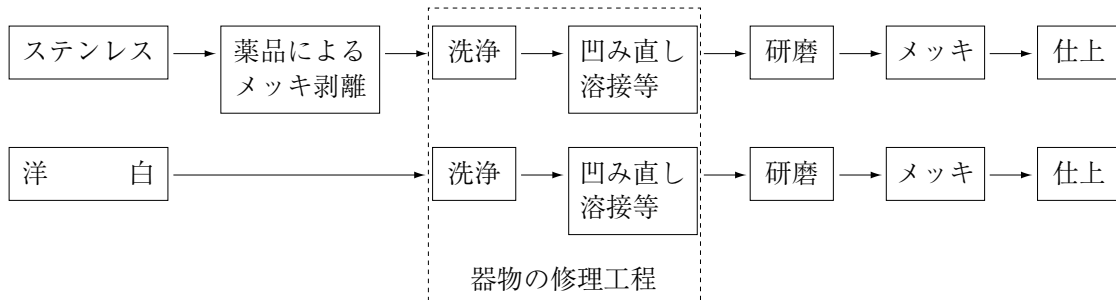 ステンレス
薬品による
メッキ剥離
洗浄
凹み直し
溶接等
研磨
メッキ
仕上
洋　　白
洗浄
凹み直し
溶接等
研磨
メッキ
仕上
器物の修理工程